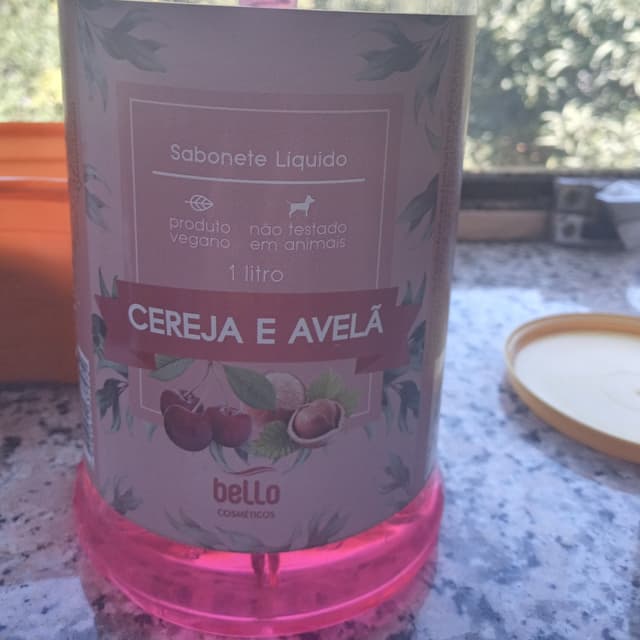 Sabonete Líquido
produto vegano
não testado em animais
1 litro
CEREJA E AVELÃ
bello
COSMÉTICOS